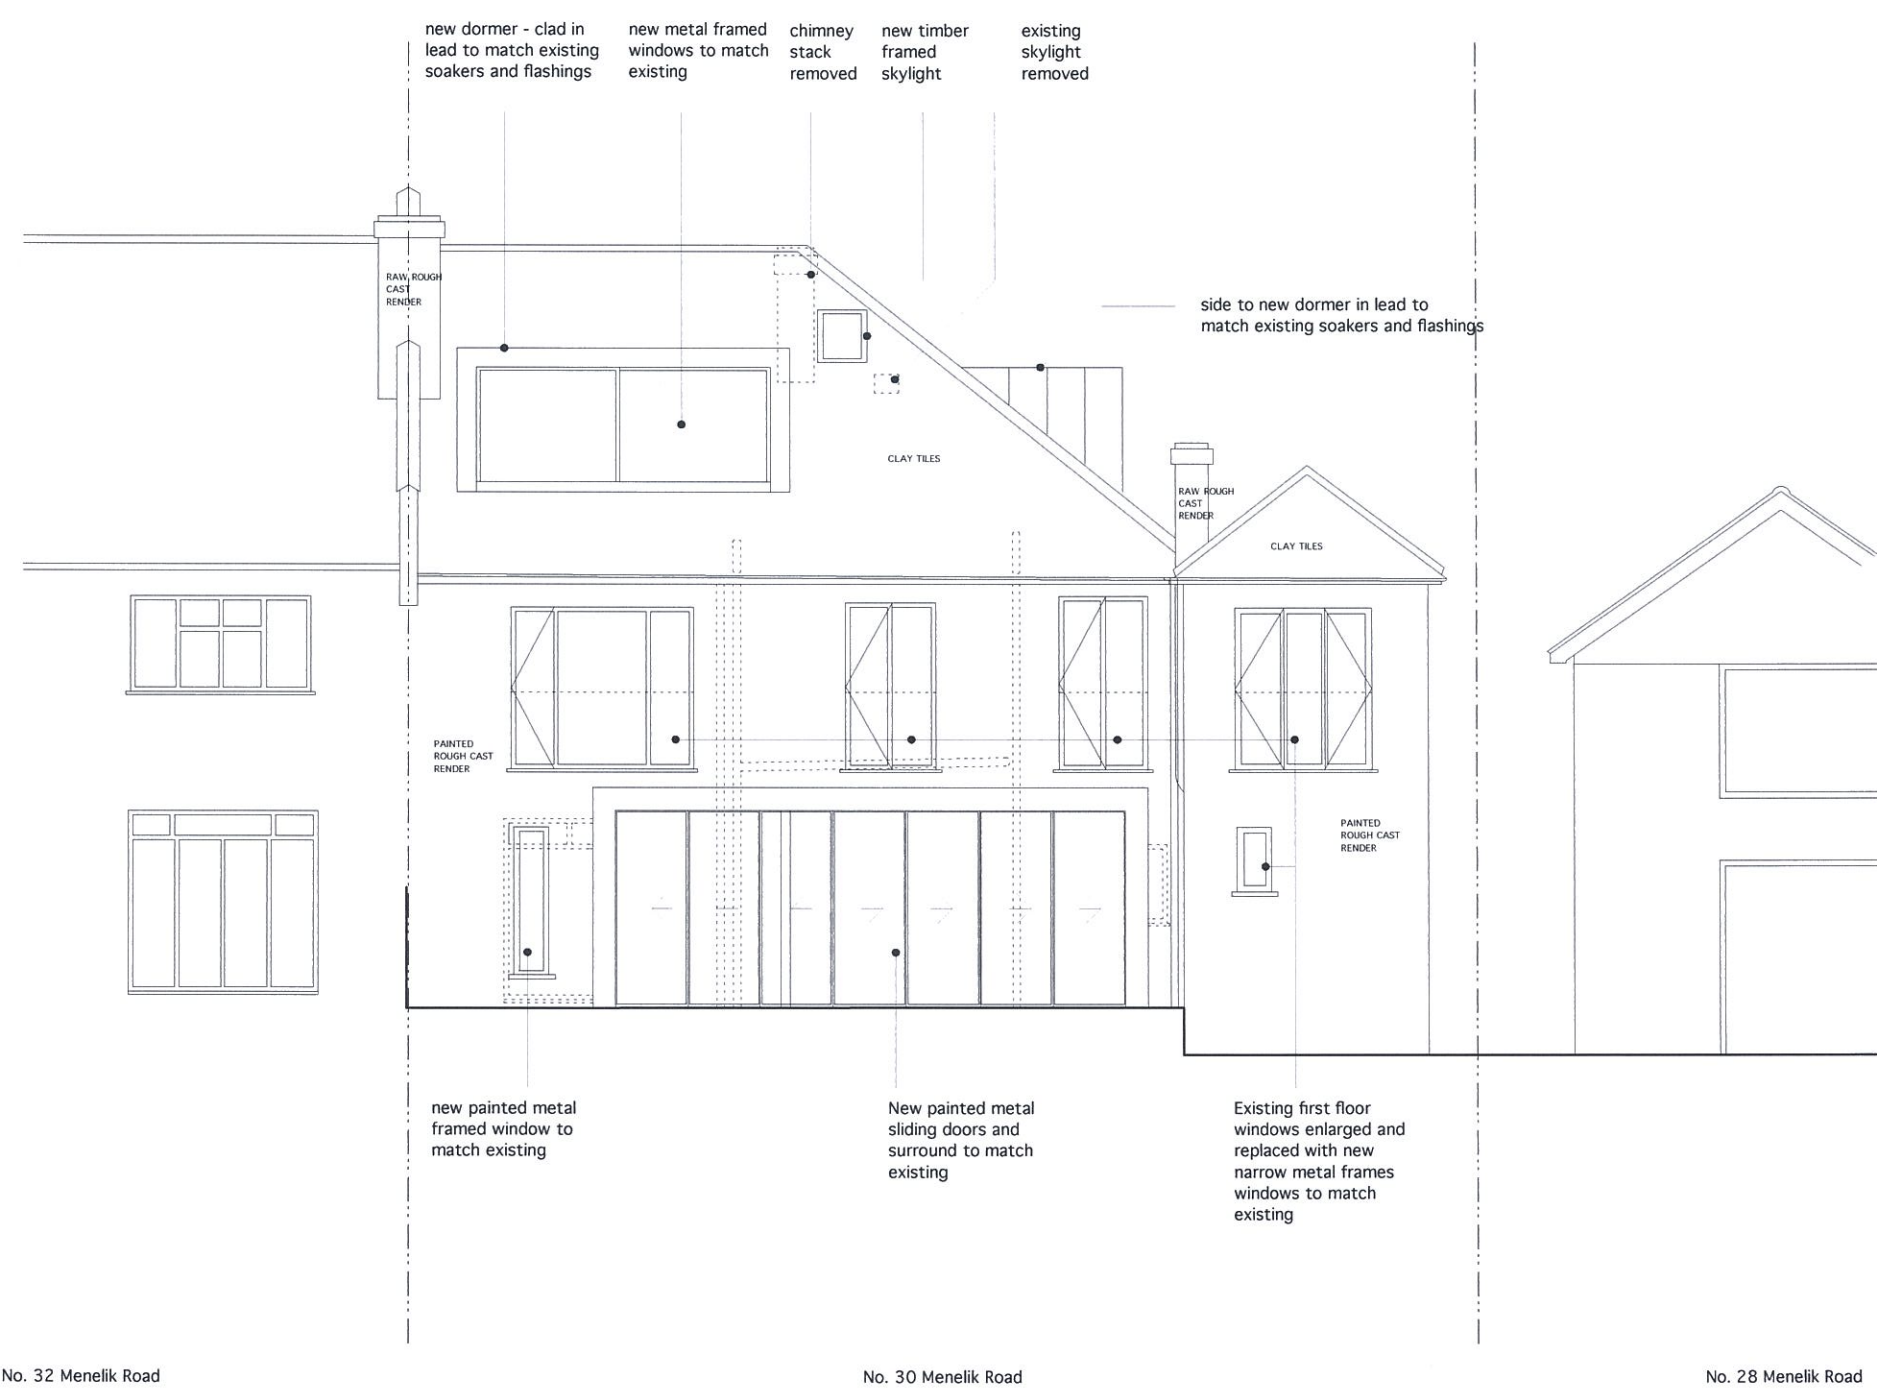 new dormer - clad in
lead to match existing
soakers and flashings
new metal framed
windows to match
existing
chimney
stack
removed
new timber
framed
skylight
existing
skylight
removed
RAW ROUGH
CAST
RENDER
side to new dormer in lead to
match existing soakers and flashings
CLAY TILES
RAW ROUGH
CAST
RENDER
CLAY TILES
PAINTED
ROUGH CAST
RENDER
PAINTED
ROUGH CAST
RENDER
new painted metal
framed window to
match existing
New painted metal
sliding doors and
surround to match
existing
Existing first floor
windows enlarged and
replaced with new
narrow metal frames
windows to match
existing
No. 32 Menelik Road
No. 30 Menelik Road
No. 28 Menelik Road